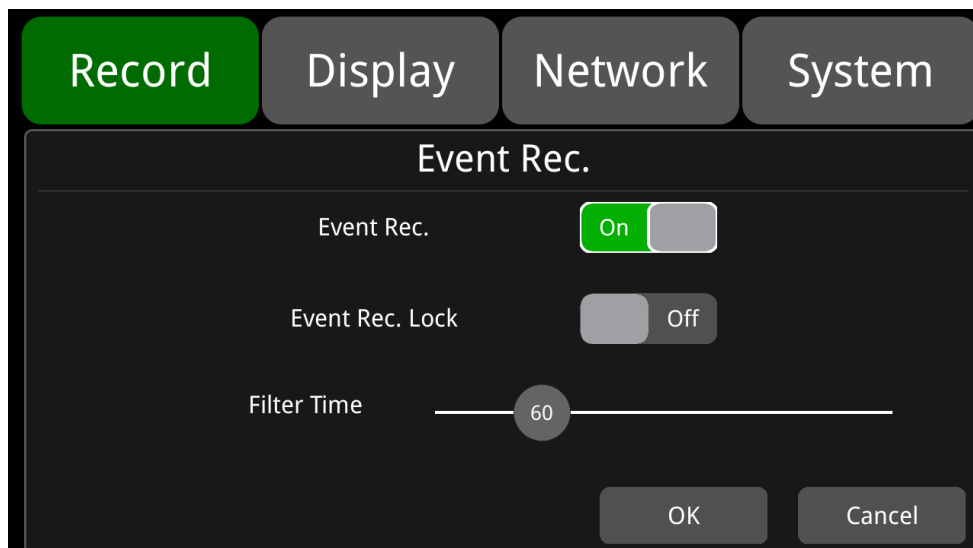 Record Display Network System
Event Rec.
Event Rec. On
Event Rec. Lock Off
Filter Time 60
OK Cancel